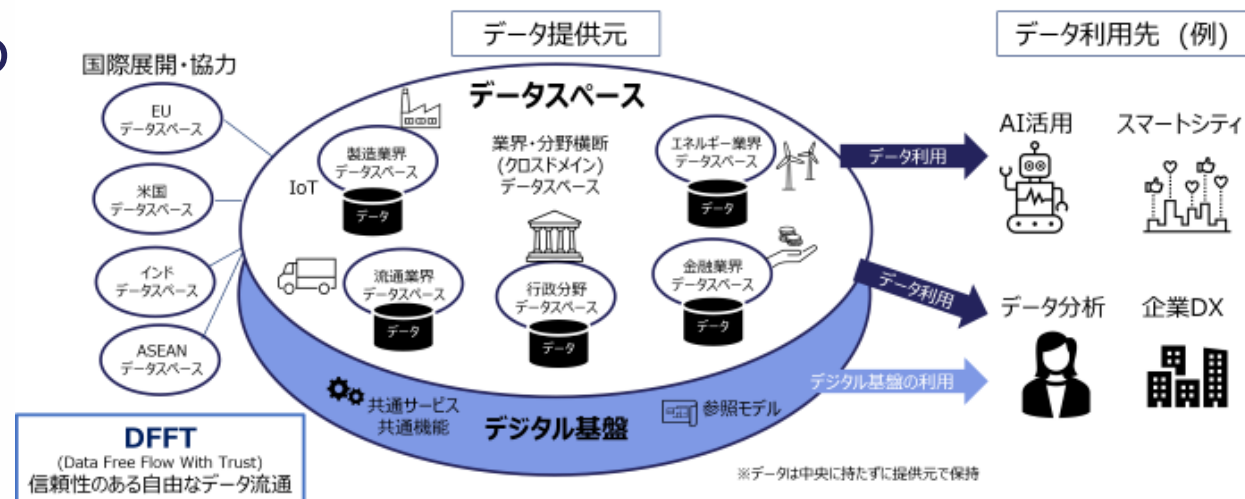 データ提供元
データ利用先 (例)
国際展開・協力
EU
データスペース
米国
データスペース
インド
データスペース
ASEAN
データスペース
データスペース
製造業界
データスペース
データ
IoT
業界・分野横断
(クロスドメイン)
データスペース
エネルギー業界
データスペース
データ
流通業界
データスペース
データ
行政分野
データスペース
データ
金融業界
データスペース
データ
共通サービス
共通機能
デジタル基盤
参照モデル
データ利用
データ利用
デジタル基盤の利用
AI活用
スマートシティ
データ分析
企業DX
DFFT
(Data Free Flow With Trust)
信頼性のある自由なデータ流通
※データは中央に持たずに提供元で保持